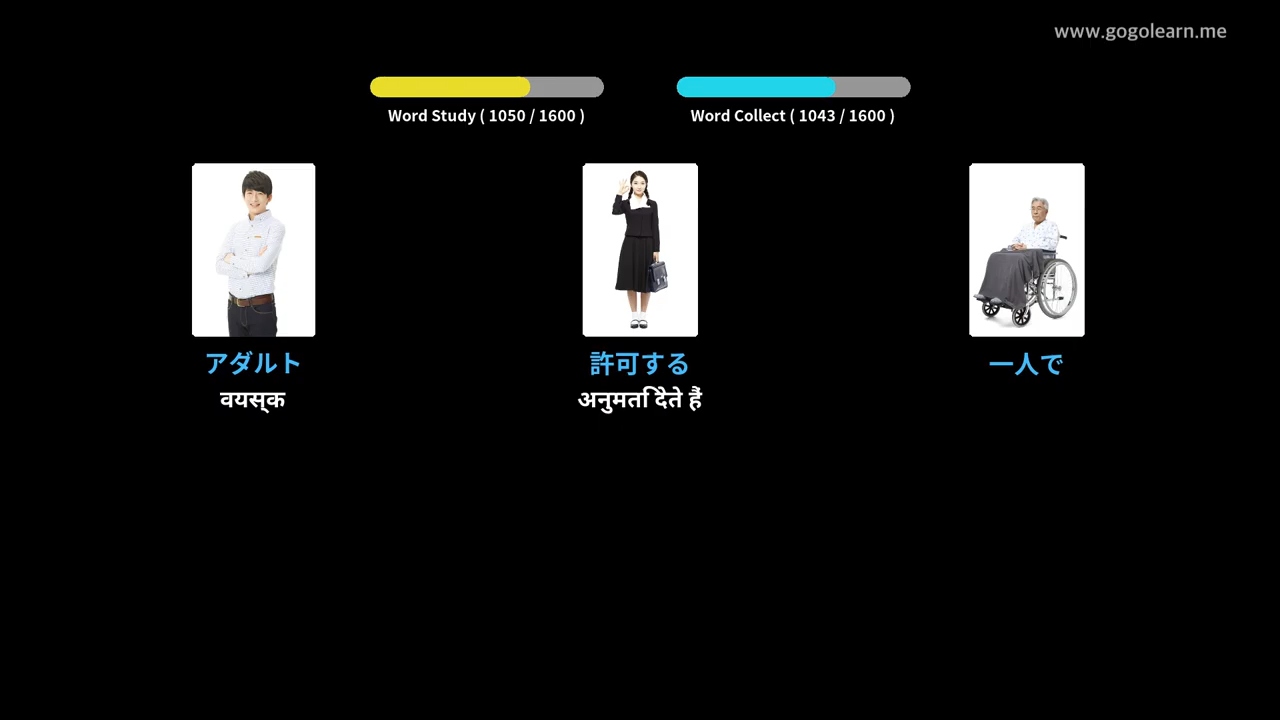 www.gogolearn.me
Word Study ( 1050 / 1600 )
Word Collect ( 1043 / 1600 )
アダルト
許可する
一人で
वयस्क
अनुमति देते हैं